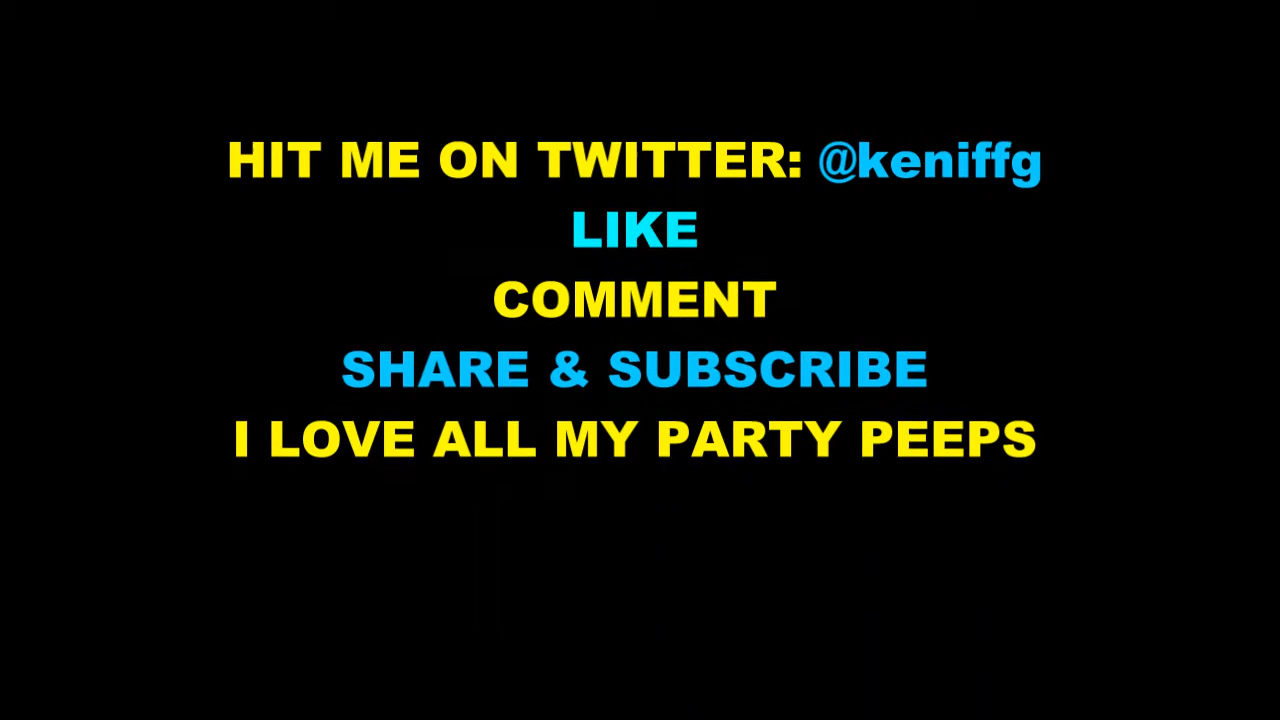 HIT ME ON TWITTER: @keniffg
LIKE
COMMENT
SHARE & SUBSCRIBE
I LOVE ALL MY PARTY PEEPS